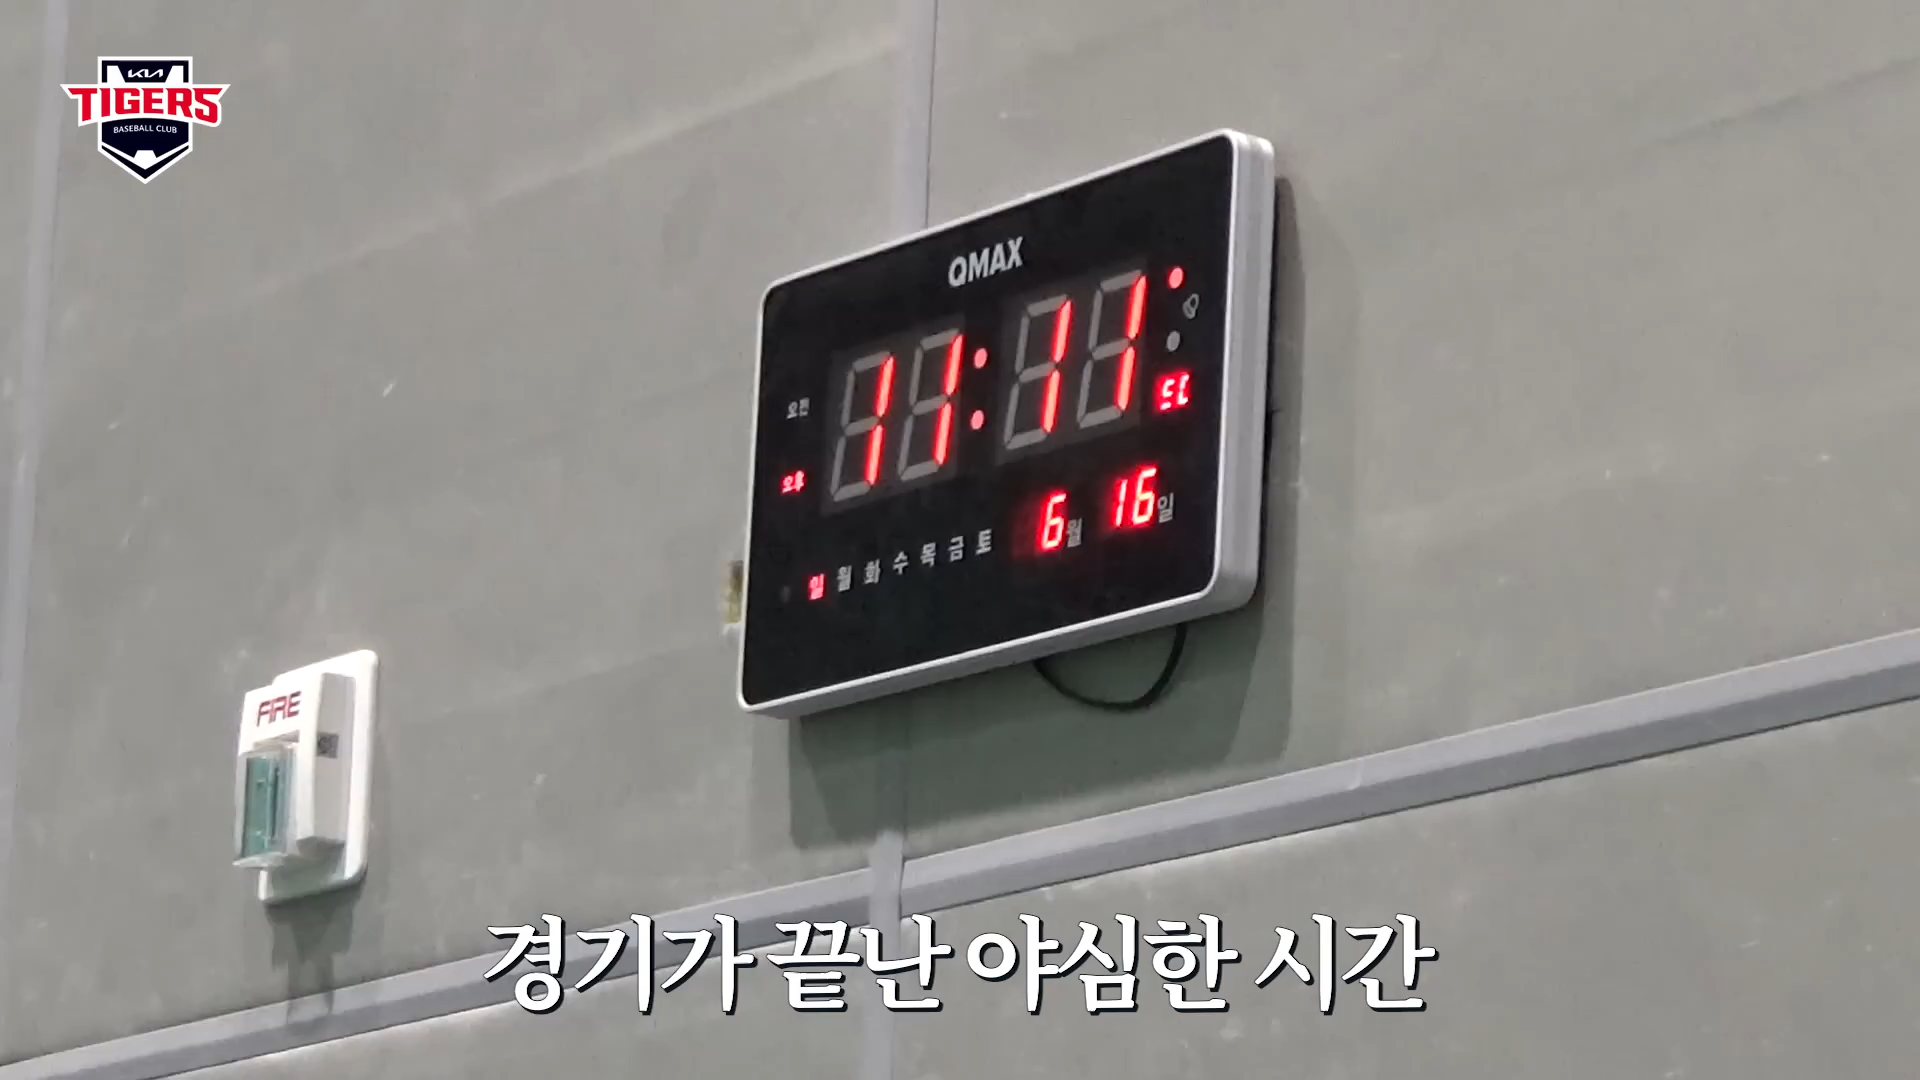 KIA
TIGERS
BASEBALL CLUB
QMAX
11:11
오전
오후
6월 16일
일 월 화 수 목 금 토
FIRE
경기가 끝난 야심한 시간